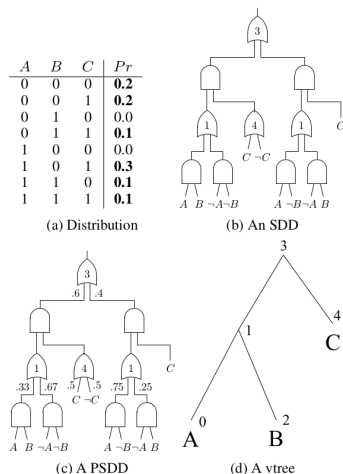 A B C Pr
0 0 0 0.2
0 0 1 0.2
0 1 0 0.0
0 1 1 0.1
1 0 0 0.0
1 0 1 0.3
1 1 0 0.1
1 1 1 0.1
(a) Distribution
3
1 4 1
C ¬C
C
A B ¬A¬B A ¬B¬A B
(b) An SDD
3
.6 .4
1 4 1
.33 .67 .5 .5 .75 .25
C ¬C
C
A B ¬A¬B A ¬B¬A B
(c) A PSDD
3
4
C
1
0
A
2
B
(d) A vtree